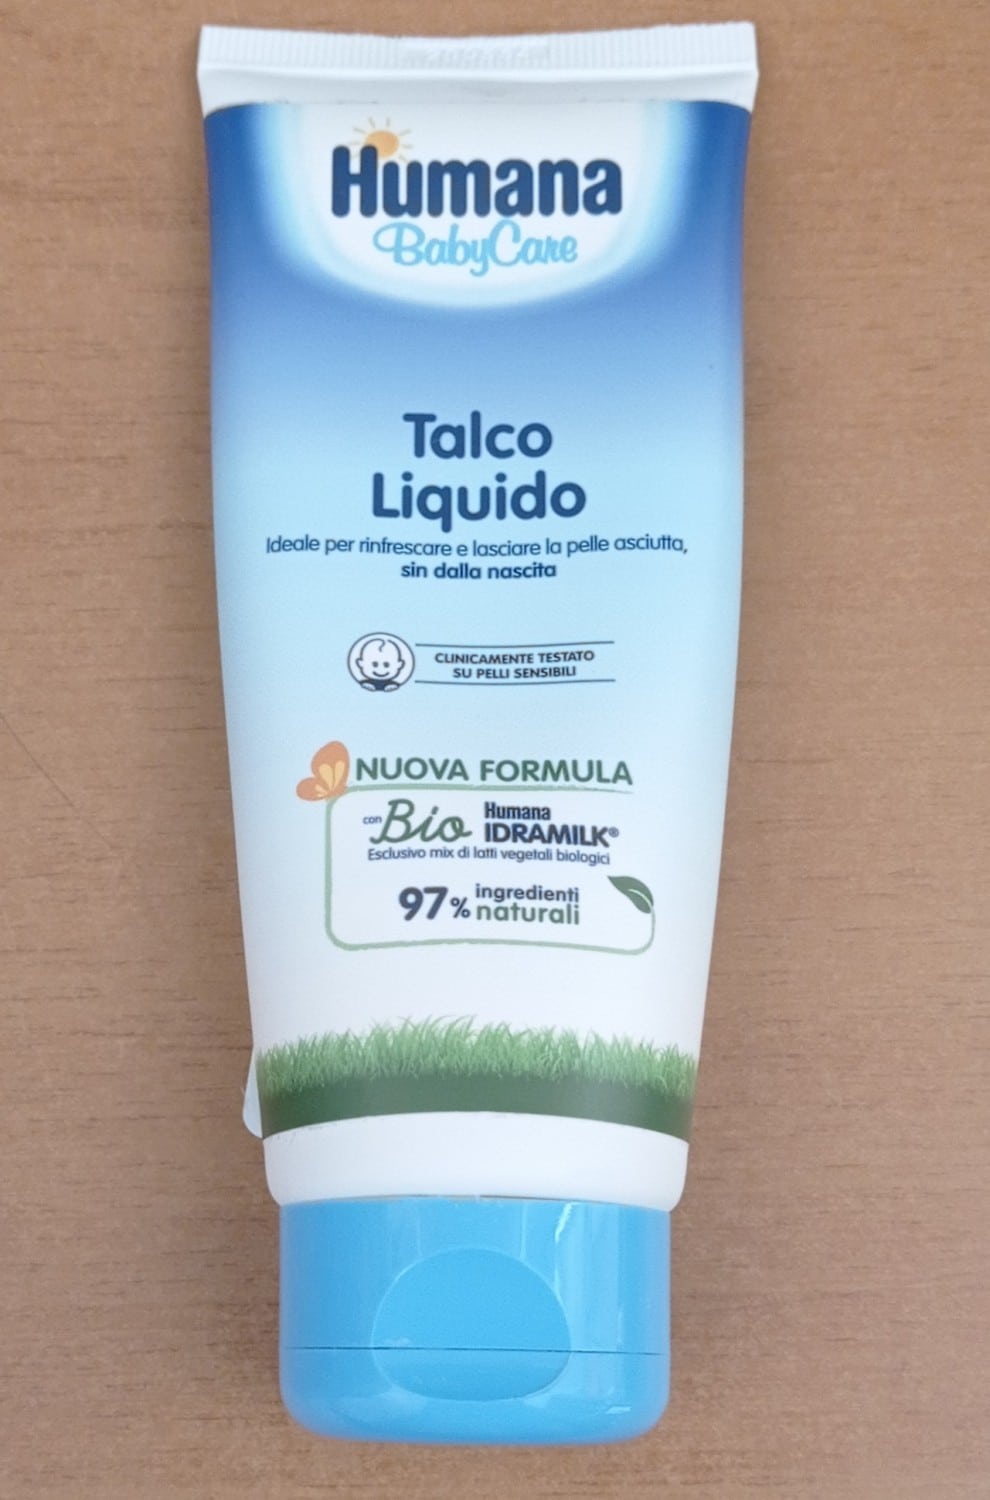 Humana
BabyCare
Talco
Liquido
Ideale per rinfrescare e lasciare la pelle asciutta,
sin dalla nascita
CLINICAMENTE TESTATO
SU PELLI SENSIBILI
NUOVA FORMULA
con Bio Humana
IDRAMILK®
Esclusivo mix di latti vegetali biologici
97% ingredienti
naturali